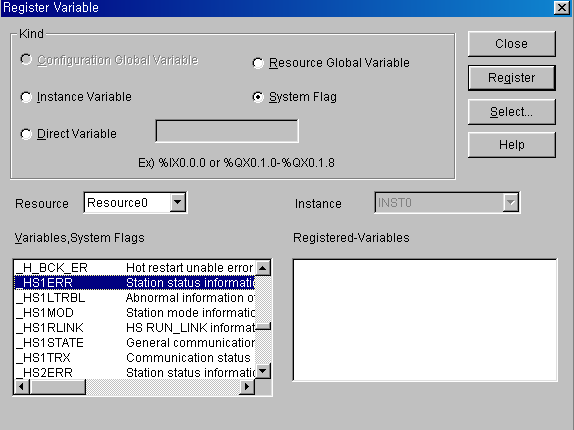 Register Variable
Kind
Configuration Global Variable
Resource Global Variable
Instance Variable
System Flag
Direct Variable
Ex) %IX0.0.0 or %QX0.1.0-%QX0.1.8
Close
Register
Select...
Help
Resource
Resource0
Instance
INST0
Variables,System Flags
Registered-Variables
_H_BCK_ER Hot restart unable error
_HS1ERR Station status informatio
_HS1LTRBL Abnormal information o
_HS1MOD Station mode informatio
_HS1RLINK HS RUN_LINK informat
_HS1STATE General communication
_HS1TRX Communication status
_HS2ERR Station status informatio